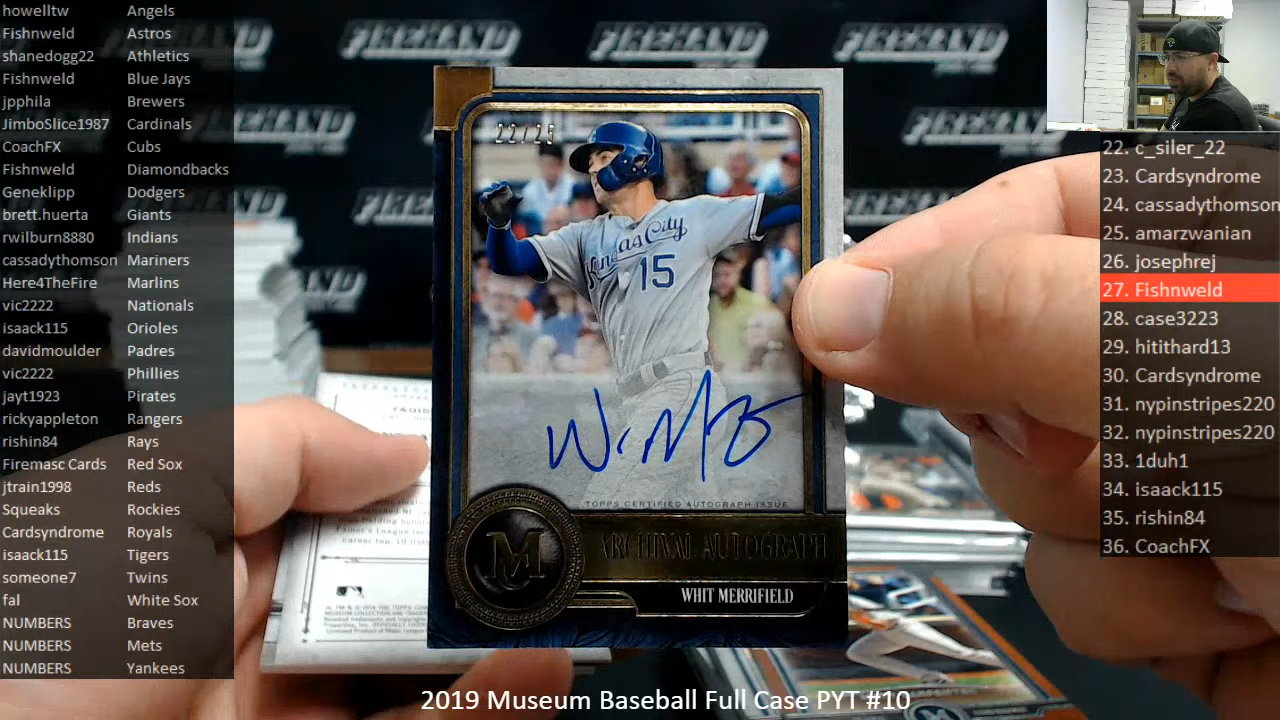 howelltw Angels
Fishnweld Astros
shanedogg22 Athletics
Fishnweld Blue Jays
jpphila Brewers
JimboSlice1987 Cardinals
CoachFX Cubs
Fishnweld Diamondbacks
Geneklipp Dodgers
brett.huerta Giants
rwilburn8880 Indians
cassadythomson Mariners
Here4TheFire Marlins
vic2222 Nationals
isaack115 Orioles
davidmoulder Padres
vic2222 Phillies
jayt1923 Pirates
rickyappleton Rangers
rishin84 Rays
Firemasc Cards Red Sox
jtrain1998 Reds
Squeaks Rockies
Cardsyndrome Royals
isaack115 Tigers
someone7 Twins
fal White Sox
NUMBERS Braves
NUMBERS Mets
NUMBERS Yankees
FIREHAND FIREHAND FIREHAND
22/25
Kansas City
15
TOPPS CERTIFIED AUTOGRAPH ISSUE
M
ARCHIVAL AUTOGRAPH
WHIT MERRIFIELD
22. c_siler_22
23. Cardsyndrome
24. cassadythomson
25. amarzwanian
26. josephrej
27. Fishnweld
28. case3223
29. hitithard13
30. Cardsyndrome
31. nypinstripes220
32. nypinstripes220
33. 1duh1
34. isaack115
35. rishin84
36. CoachFX
2019 Museum Baseball Full Case PYT #10